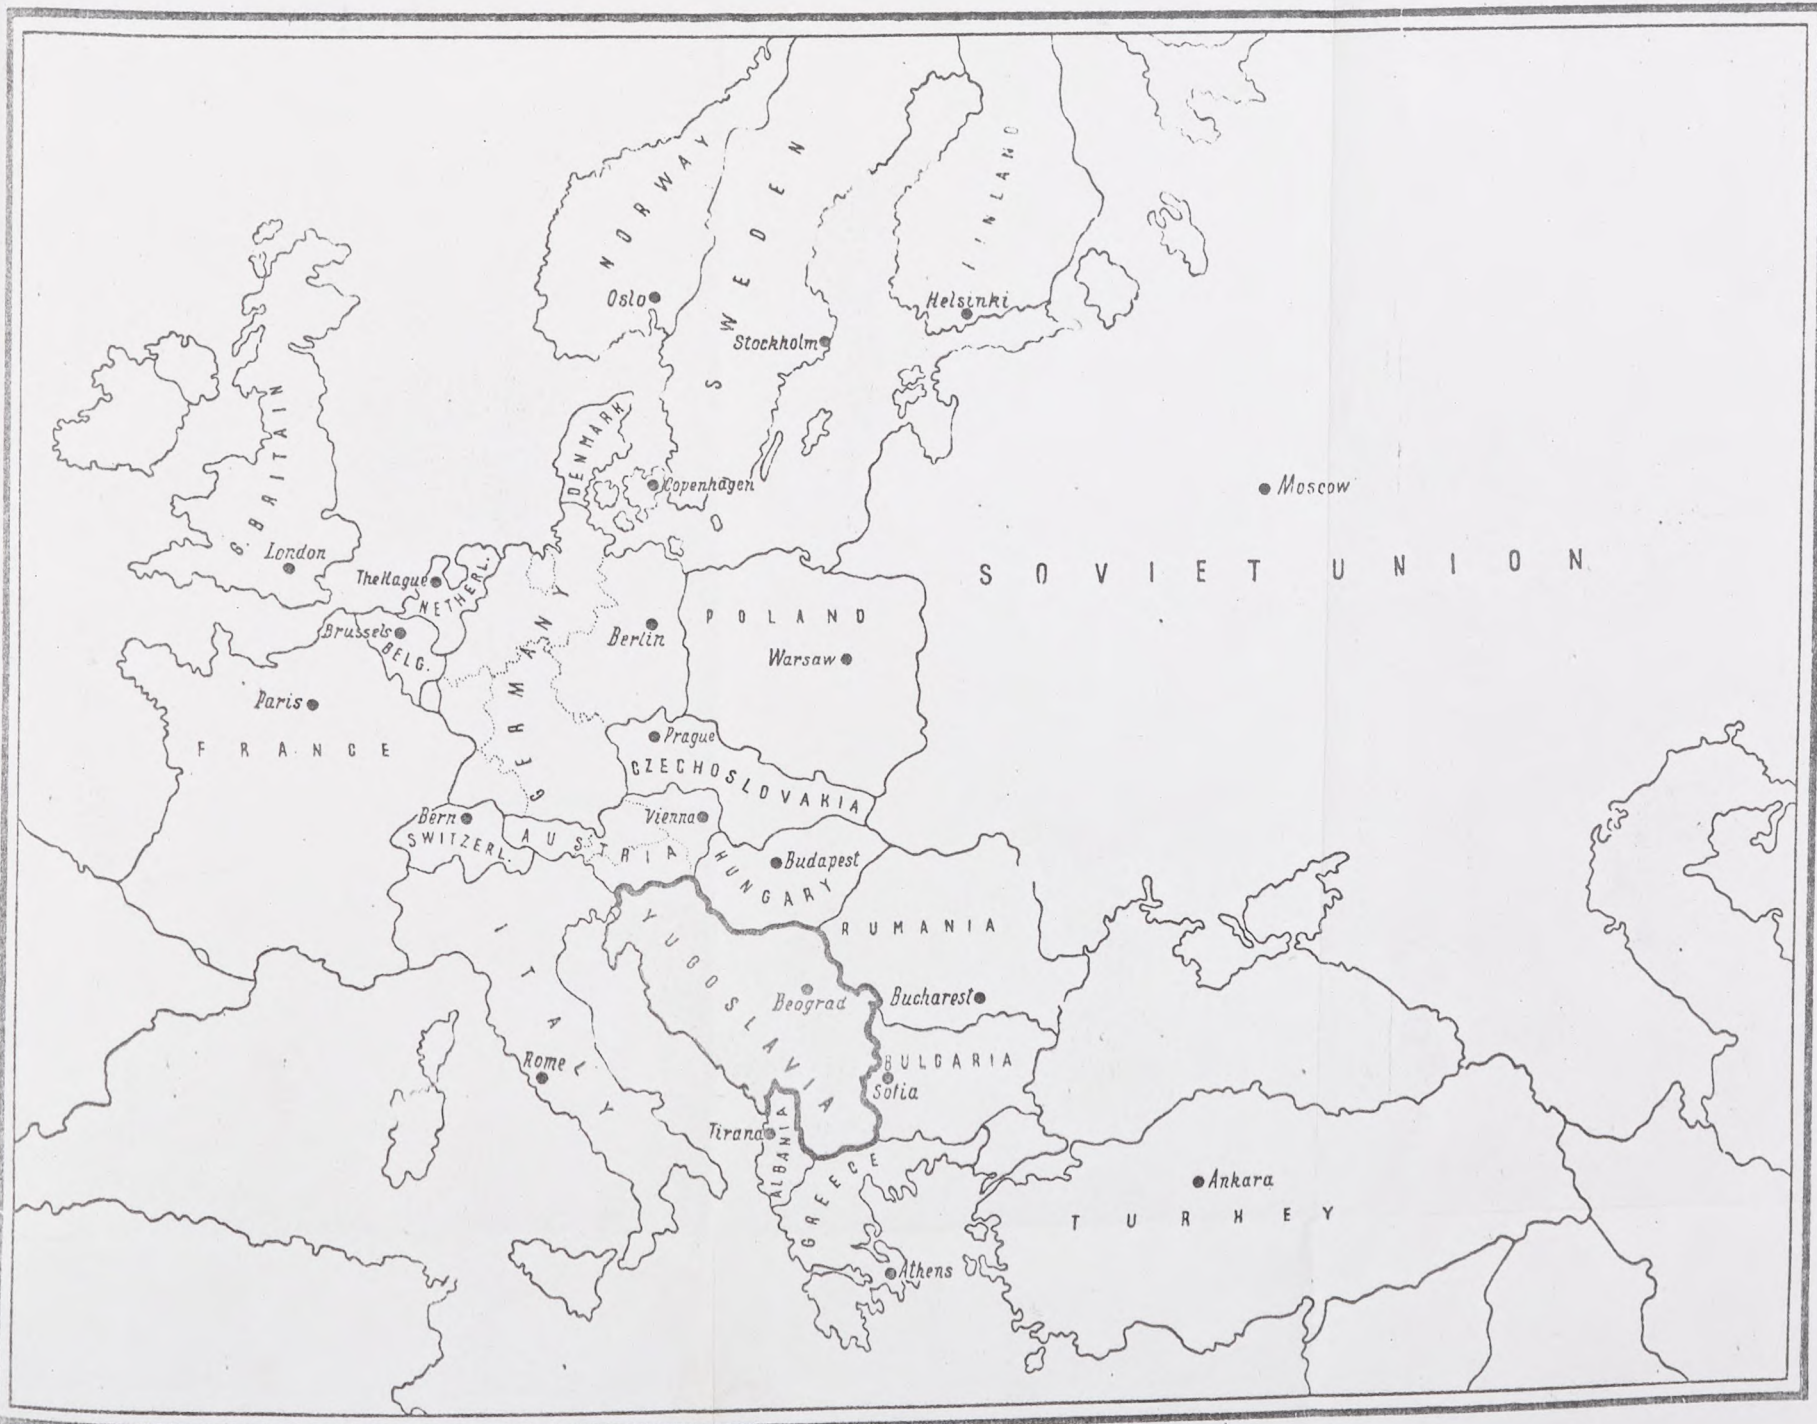 NORWAY
SWEDEN
FINLAND
Oslo
Helsinki
Stockholm
DENMARK
Copenhagen
G. BRITAIN
London
Moscow
SOVIET UNION
The Hague
NETHERL.
Brussels
BELG.
GERMANY
Berlin
POLAND
Warsaw
Paris
FRANCE
Prague
CZECHOSLOVAKIA
Bern
SWITZERL.
AUSTRIA
Vienna
HUNGARY
Budapest
RUMANIA
Bucharest
YUGOSLAVIA
Beograd
ITALY
Rome
BULGARIA
Sofia
Tirana
ALBANIA
GREECE
Athens
Ankara
TURKEY